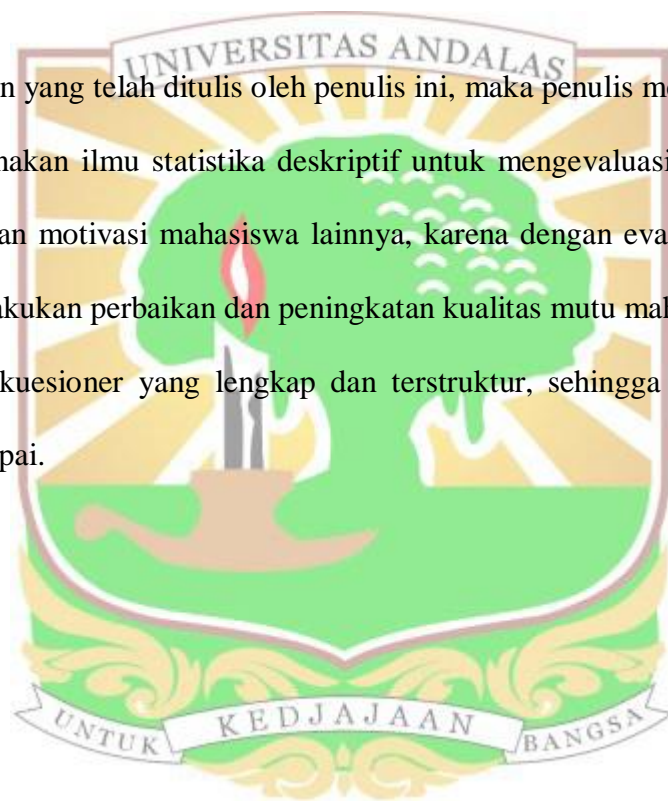 UNIVERSITAS ANDALAS
n yang telah ditulis oleh penulis ini, maka penulis me
nakan ilmu statistika deskriptif untuk mengevaluasi
an motivasi mahasiswa lainnya, karena dengan eva
akukan perbaikan dan peningkatan kualitas mutu mah
kuesioner yang lengkap dan terstruktur, sehingga
pai.
UNTUK KEDJAJAAN BANGSA